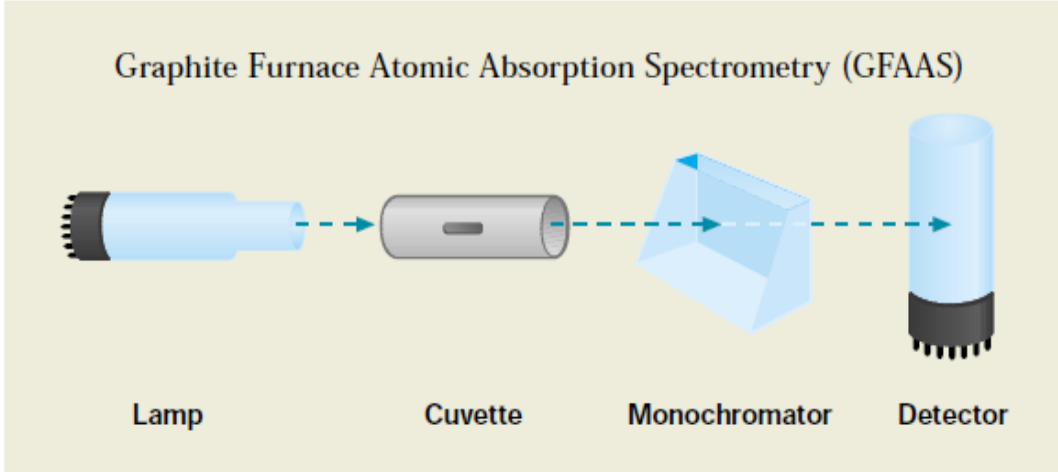 Graphite Furnace Atomic Absorption Spectrometry (GFAAS)
Lamp
Cuvette
Monochromator
Detector